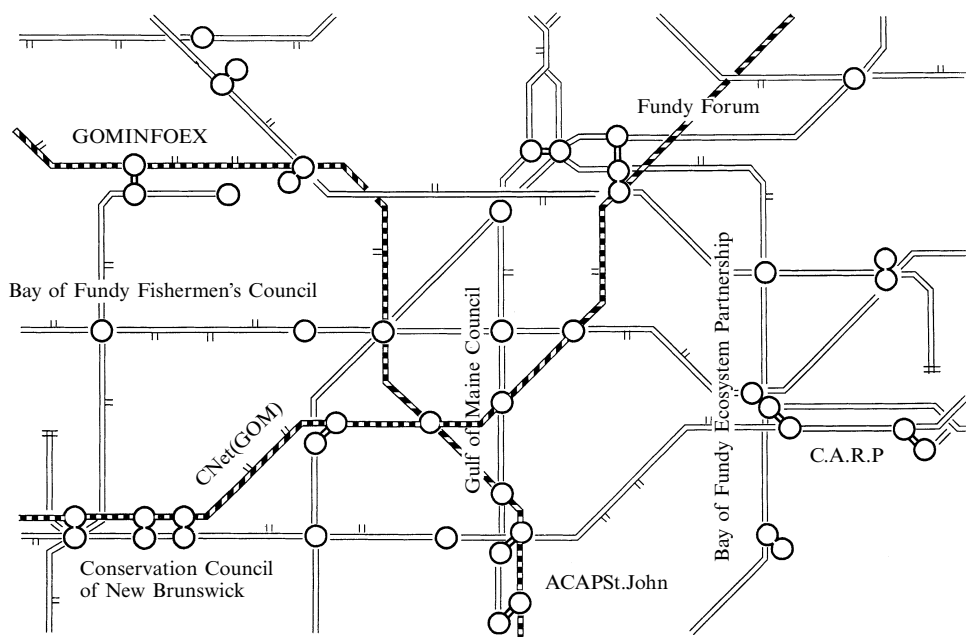 Fundy Forum
GOMINFOEX
Bay of Fundy Fishermen's Council
Bay of Fundy Ecosystem Partnership
Gulf of Maine Council
CNet(GOM)
C.A.R.P
Conservation Council
of New Brunswick
ACAPSt.John